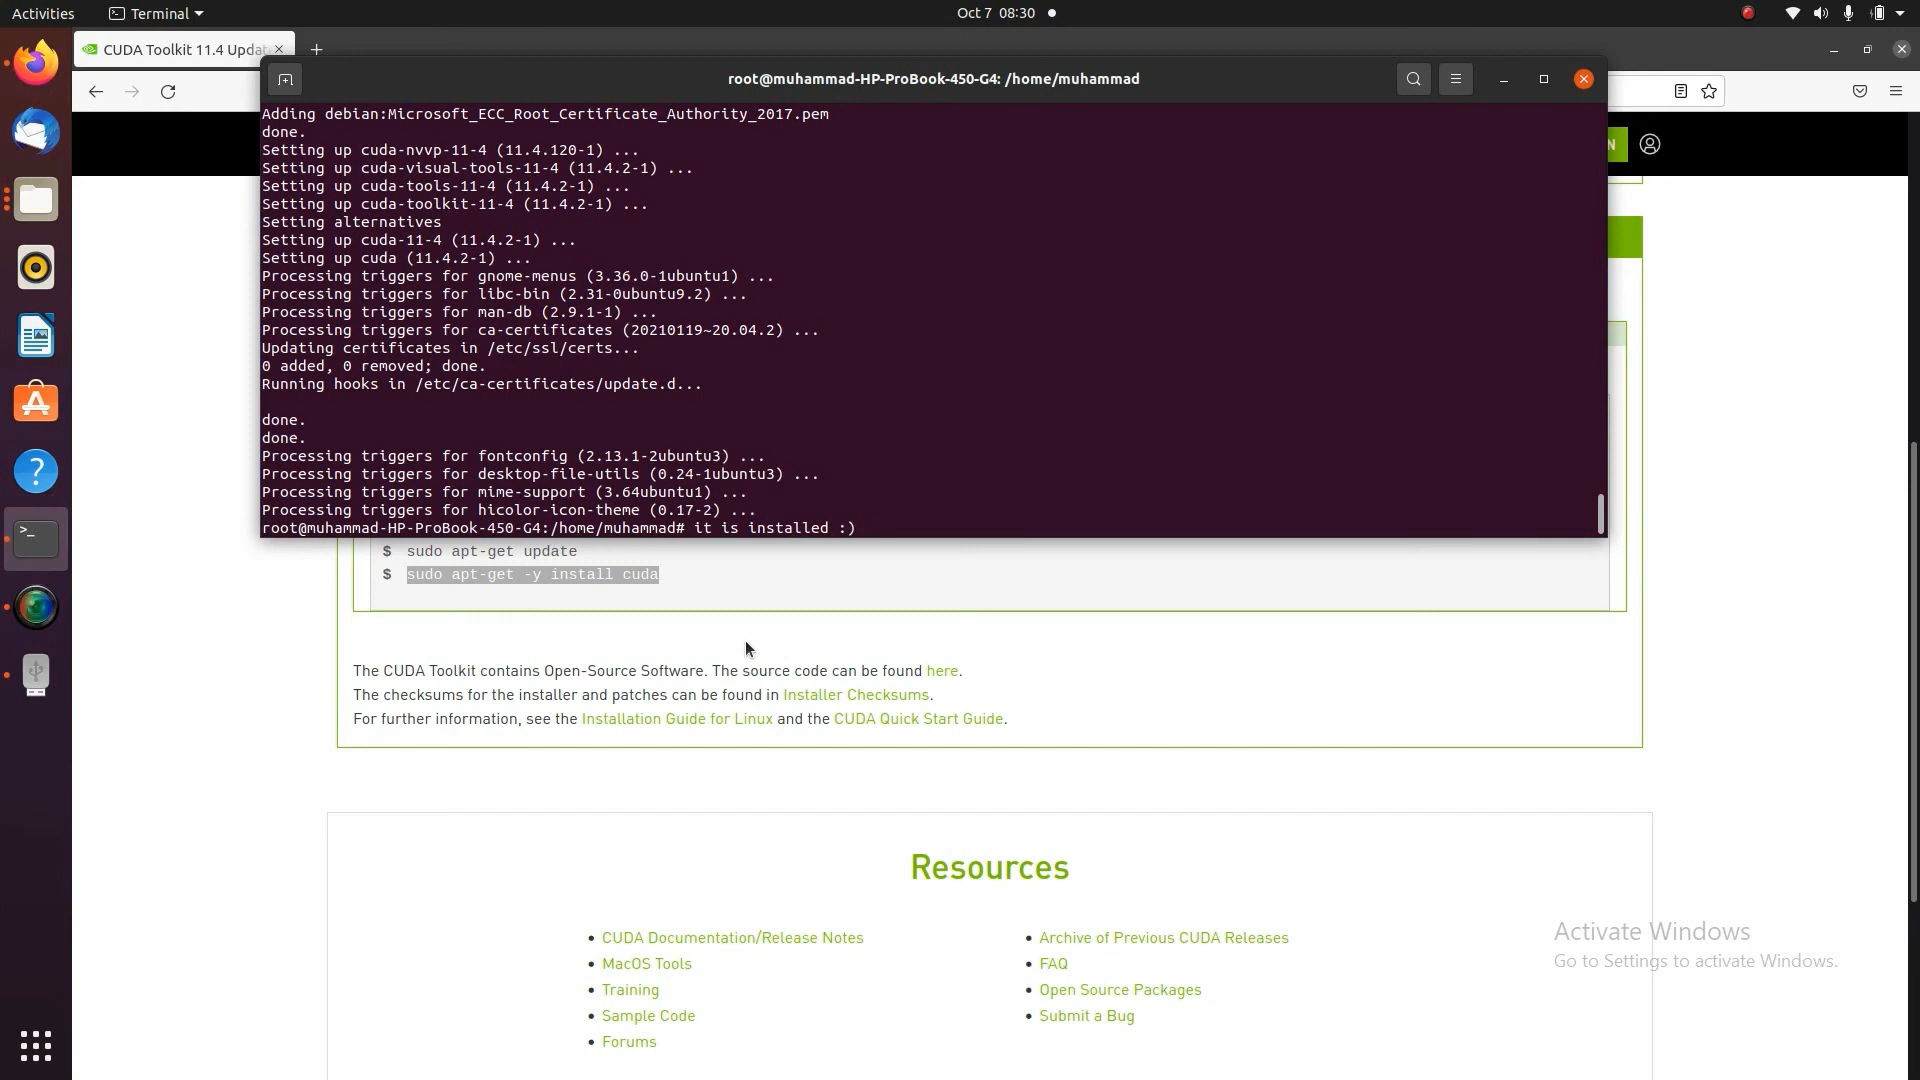 Activities
Terminal
Oct 7 08:30
CUDA Toolkit 11.4 Updat
root@muhammad-HP-ProBook-450-G4: /home/muhammad
N
Adding debian:Microsoft_ECC_Root_Certificate_Authority_2017.pem
done.
Setting up cuda-nvvp-11-4 (11.4.120-1) ...
Setting up cuda-visual-tools-11-4 (11.4.2-1) ...
Setting up cuda-tools-11-4 (11.4.2-1) ...
Setting up cuda-toolkit-11-4 (11.4.2-1) ...
Setting alternatives
Setting up cuda-11-4 (11.4.2-1) ...
Setting up cuda (11.4.2-1) ...
Processing triggers for gnome-menus (3.36.0-1ubuntu1) ...
Processing triggers for libc-bin (2.31-0ubuntu9.2) ...
Processing triggers for man-db (2.9.1-1) ...
Processing triggers for ca-certificates (20210119~20.04.2) ...
Updating certificates in /etc/ssl/certs...
0 added, 0 removed; done.
Running hooks in /etc/ca-certificates/update.d...
done.
done.
Processing triggers for fontconfig (2.13.1-2ubuntu3) ...
Processing triggers for desktop-file-utils (0.24-1ubuntu3) ...
Processing triggers for mime-support (3.64ubuntu1) ...
Processing triggers for hicolor-icon-theme (0.17-2) ...
root@muhammad-HP-ProBook-450-G4:/home/muhammad# it is installed :)
$ sudo apt-get update
$ sudo apt-get -y install cuda
The CUDA Toolkit contains Open-Source Software. The source code can be found here.
The checksums for the installer and patches can be found in Installer Checksums.
For further information, see the Installation Guide for Linux and the CUDA Quick Start Guide.
Resources
CUDA Documentation/Release Notes
MacOS Tools
Training
Sample Code
Forums
Archive of Previous CUDA Releases
FAQ
Open Source Packages
Submit a Bug
Activate Windows
Go to Settings to activate Windows.